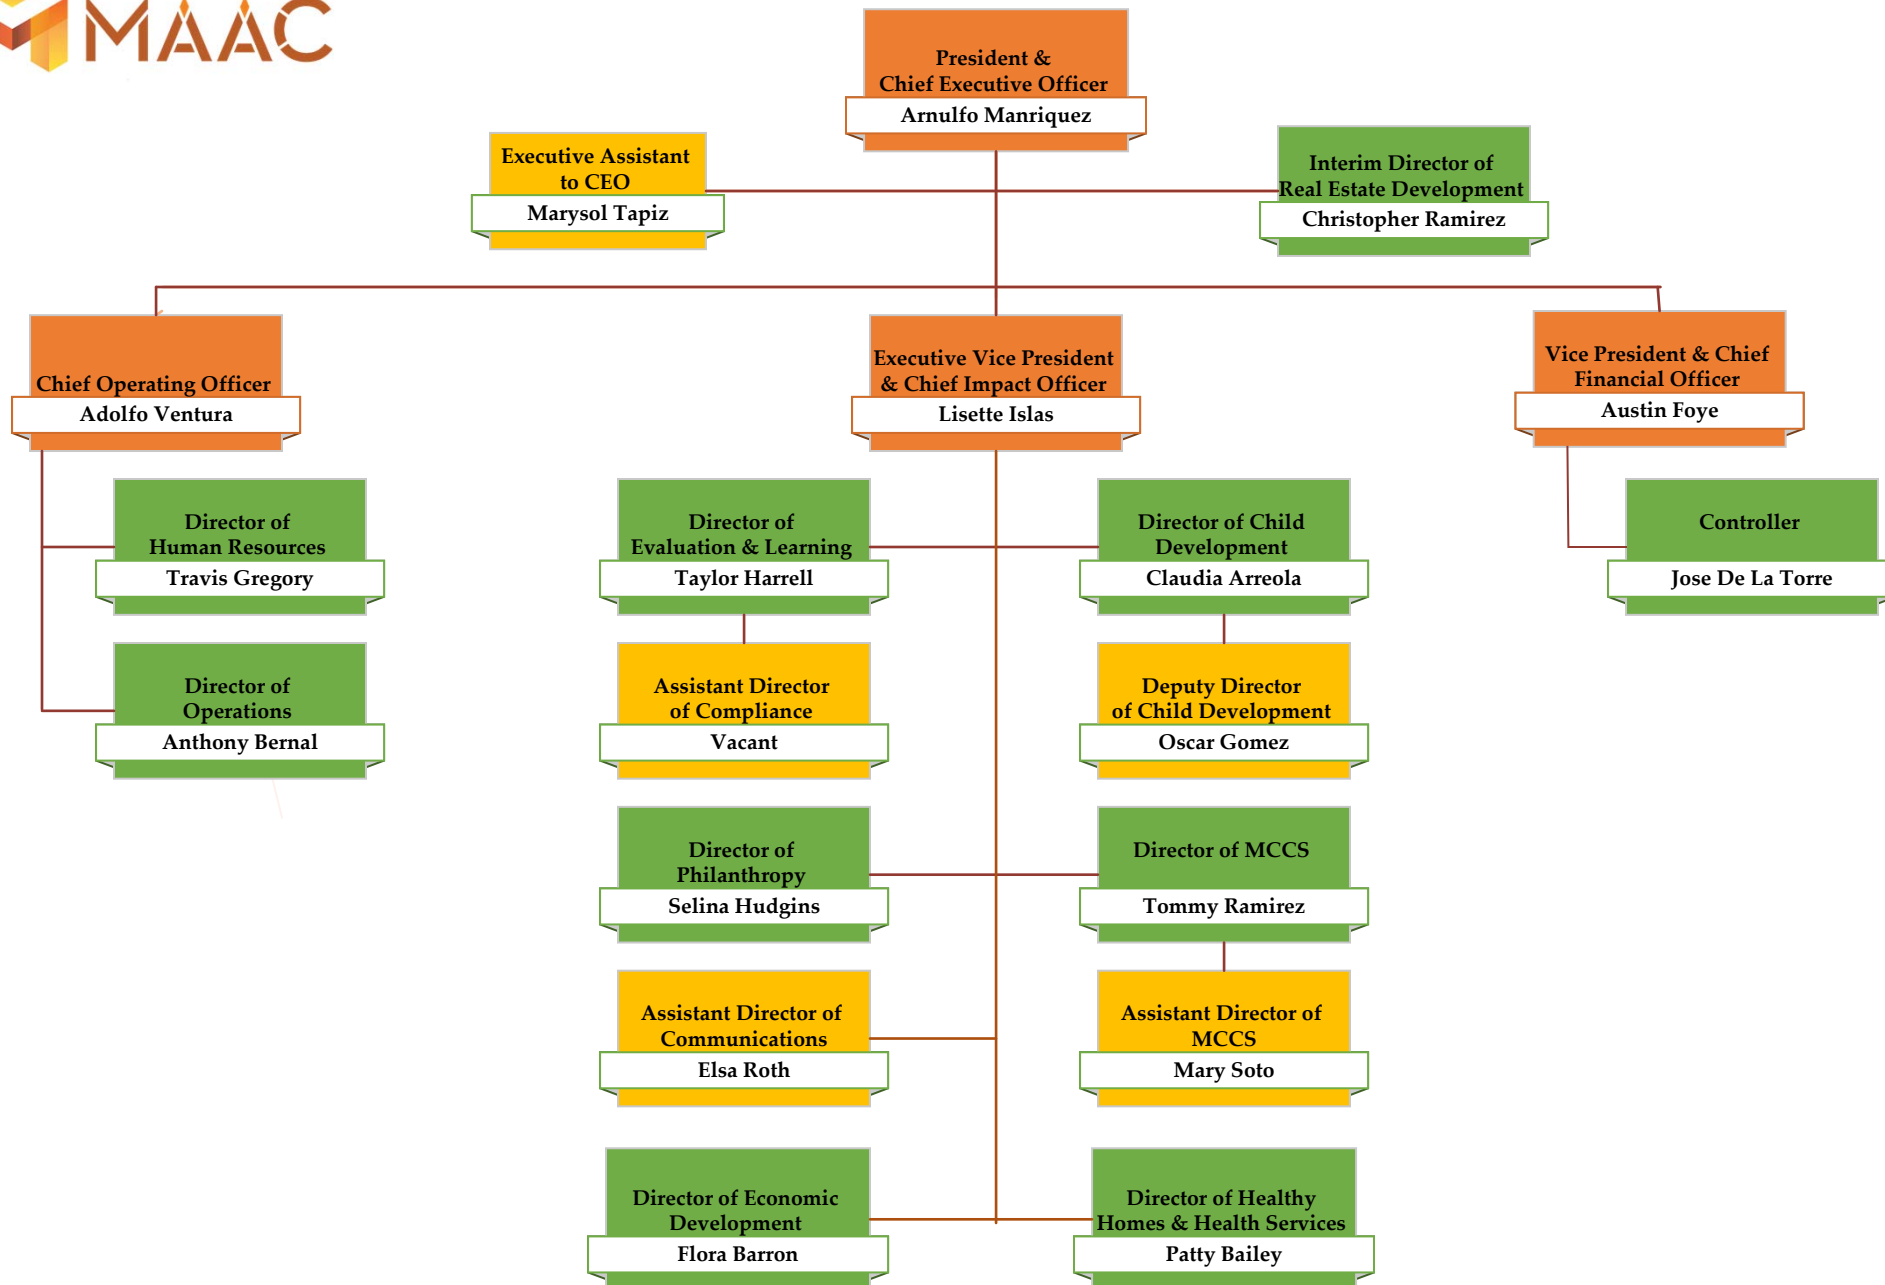 MAAC
President &
Chief Executive Officer
Arnulfo Manriquez
Executive Assistant
to CEO
Marysol Tapiz
Interim Director of
Real Estate Development
Christopher Ramirez
Chief Operating Officer
Adolfo Ventura
Executive Vice President
& Chief Impact Officer
Lisette Islas
Vice President & Chief
Financial Officer
Austin Foye
Director of
Human Resources
Travis Gregory
Director of
Evaluation & Learning
Taylor Harrell
Director of Child
Development
Claudia Arreola
Controller
Jose De La Torre
Director of
Operations
Anthony Bernal
Assistant Director
of Compliance
Vacant
Deputy Director
of Child Development
Oscar Gomez
Director of
Philanthropy
Selina Hudgins
Director of MCCS
Tommy Ramirez
Assistant Director of
Communications
Elsa Roth
Assistant Director of
MCCS
Mary Soto
Director of Economic
Development
Flora Barron
Director of Healthy
Homes & Health Services
Patty Bailey